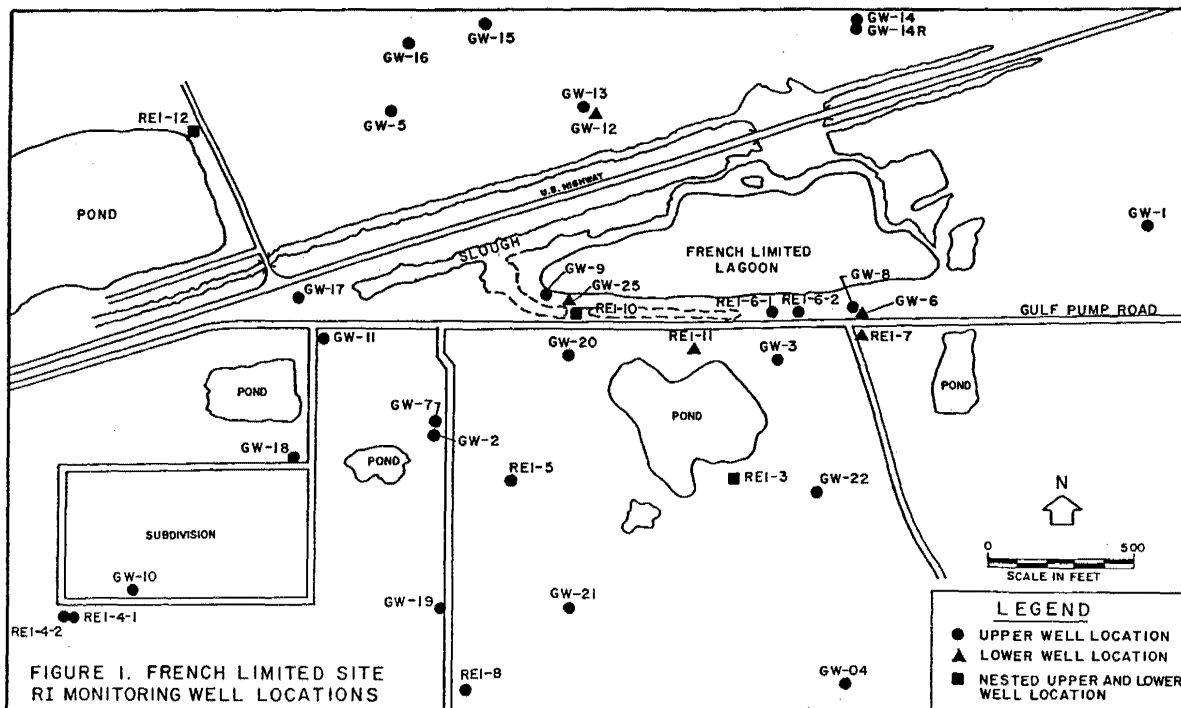 GW-14
GW-14R
GW-15
GW-16
GW-13
GW-12
GW-5
REI-12
POND
U.S. HIGHWAY
SLOUGH
FRENCH LIMITED
LAGOON
GW-1
GW-9
GW-25
GW-8
GW-17
REI-6-1
REI-6-2
GW-6
REI-10
GULF PUMP ROAD
GW-11
GW-20
REI-11
GW-3
REI-7
POND
POND
POND
GW-7
GW-2
GW-18
POND
REI-5
REI-3
GW-22
N
SUBDIVISION
0 500
SCALE IN FEET
GW-10
GW-19
GW-21
REI-4-2
REI-4-1
LEGEND
UPPER WELL LOCATION
LOWER WELL LOCATION
NESTED UPPER AND LOWER
WELL LOCATION
FIGURE 1. FRENCH LIMITED SITE
RI MONITORING WELL LOCATIONS
REI-8
GW-04